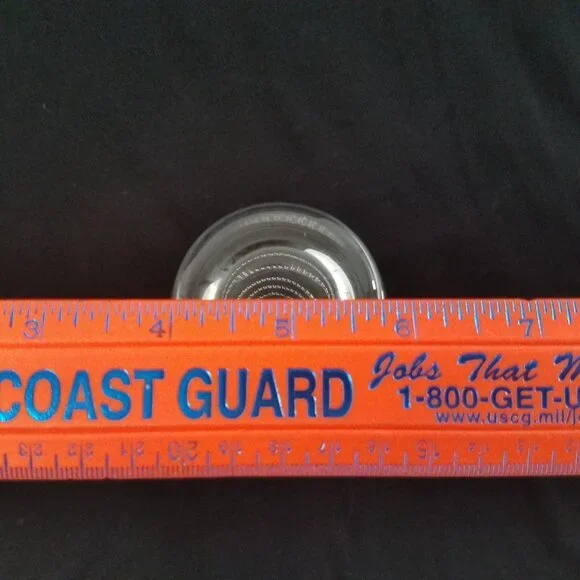 3 4 5 6 7
COAST GUARD
Jobs That M
1-800-GET-U
www.uscg.mil/j